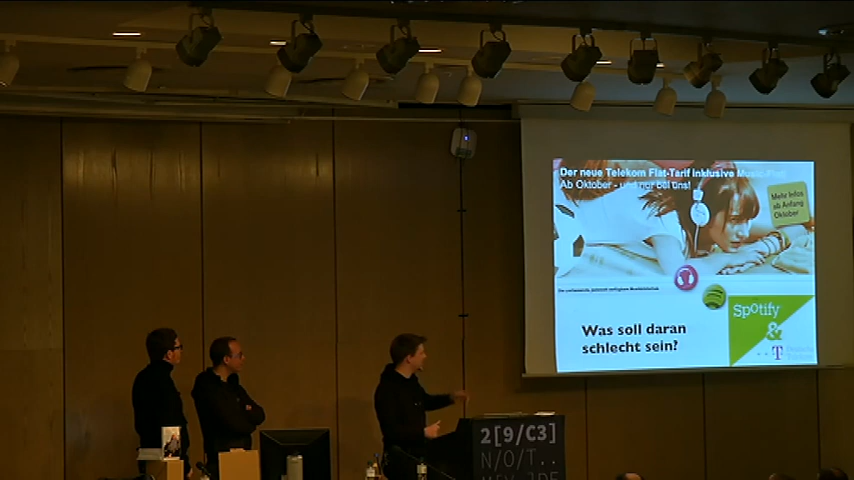 Der neue Telekom Flat-Tarif inklusive Music-Flat!
Ab Oktober - und nur bei uns!
Mehr Infos
ab Anfang
Oktober
Spotify
&
T
Was soll daran
schlecht sein?
2[9/C3]
N/O/T..